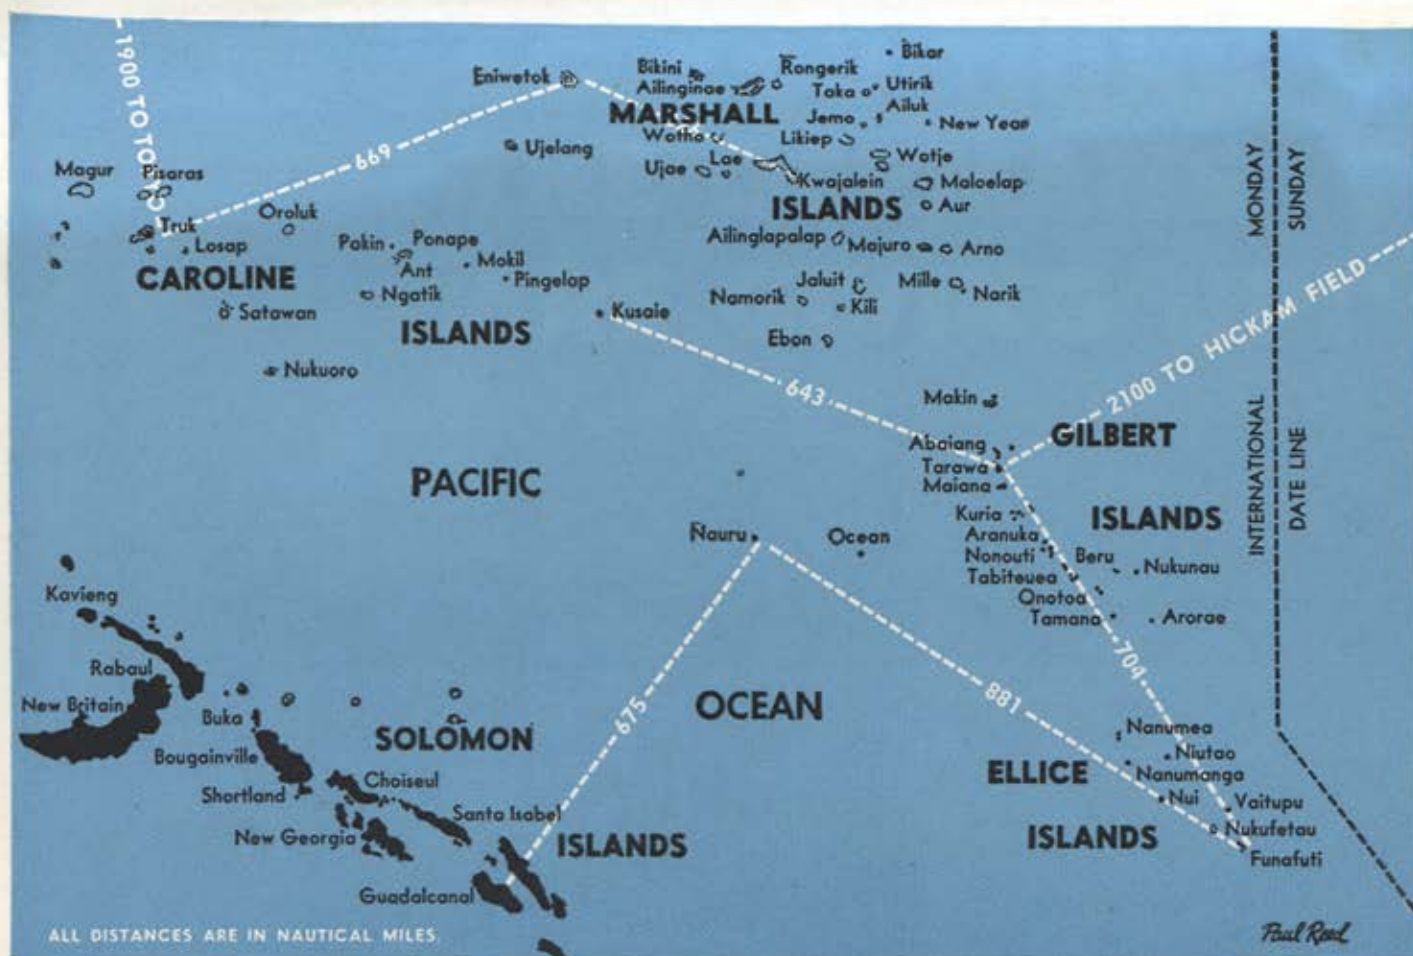 1900 TO TOKYO
Eniwetok
Bikini
Rongerik
Bikar
Ailinginae
Taka
Utirik
MARSHALL
Jemo
Ailuk
New Year
Wotho
Likiep
669
Ujelang
Ujae
Lae
Wotje
Magur
Pisaras
Kwajalein
Maloelap
ISLANDS
Aur
MONDAY
SUNDAY
Truk
Oroluk
Losap
Pakin
Ponape
Ant
Mokil
Pingelap
Ailinglapalap
Majuro
Arno
CAROLINE
Ngatik
Jaluit
Mille
Narik
Namorik
Kili
Satawan
ISLANDS
Kusaie
Ebon
Nukuoro
643
Makin
2100 TO HICKAM FIELD
Abaiang
GILBERT
Tarawa
Maiana
PACIFIC
INTERNATIONAL
DATE LINE
Kuria
ISLANDS
Nauru
Ocean
Aranuka
Nonouti
Beru
Nukunau
Tabiteuea
Onotoa
Tamana
Arorae
Kavieng
Rabaul
New Britain
704
675
881
OCEAN
Buka
SOLOMON
Nanumea
Bougainville
Niutao
Choiseul
ELLICE
Nanumanga
Shortland
Nui
Vaitupu
Santa Isabel
New Georgia
ISLANDS
ISLANDS
Nukufetau
Funafuti
Guadalcanal
ALL DISTANCES ARE IN NAUTICAL MILES
Paul Reed